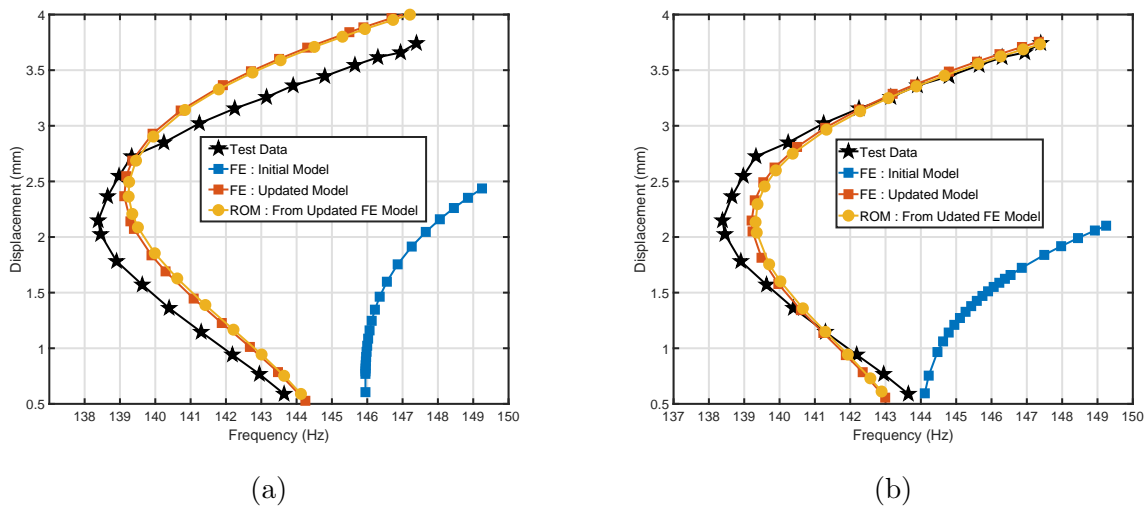 4
3.5
3
2.5
2
1.5
1
0.5
Displacement (mm)
Test Data
FE : Initial Model
FE : Updated Model
ROM : From Updated FE Model
138 139 140 141 142 143 144 145 146 147 148 149 150
Frequency (Hz)
(a)
4
3.5
3
2.5
2
1.5
1
0.5
Displacement (mm)
Test Data
FE : Initial Model
FE : Updated Model
ROM : From Udated FE Model
137 138 139 140 141 142 143 144 145 146 147 148 149 150
Frequency (Hz)
(b)